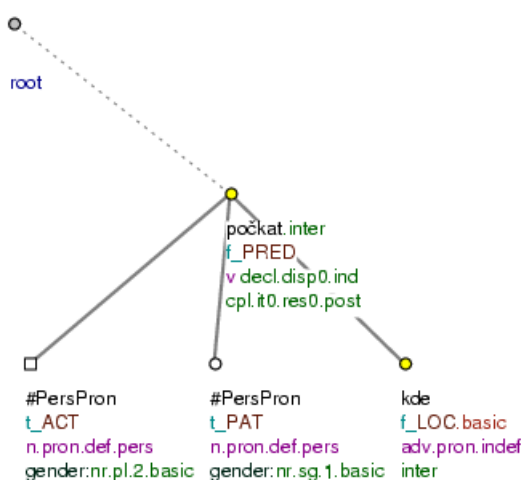 root
počkat.inter
f_PRED
v decl.disp0.ind
cpl.it0.res0.post
#PersPron
t_ACT
n.pron.def.pers
gender:nr.pl.2.basic
#PersPron
t_PAT
n.pron.def.pers
gender:nr.sg.1.basic
kde
f_LOC.basic
adv.pron.indef
inter